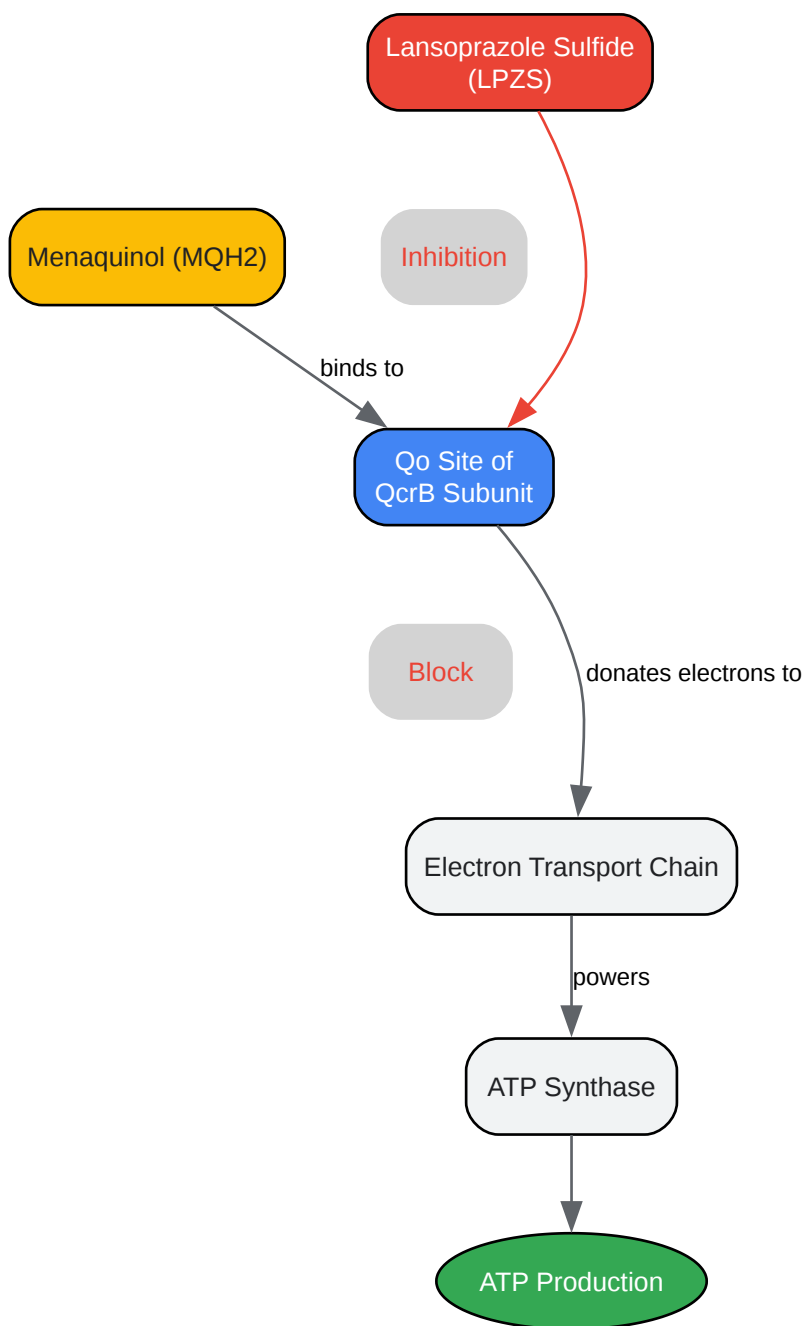 Lansoprazole Sulfide
(LPZS)
Menaquinol (MQH2)
Inhibition
binds to
Qo Site of
QcrB Subunit
Block
donates electrons to
Electron Transport Chain
powers
ATP Synthase
ATP Production